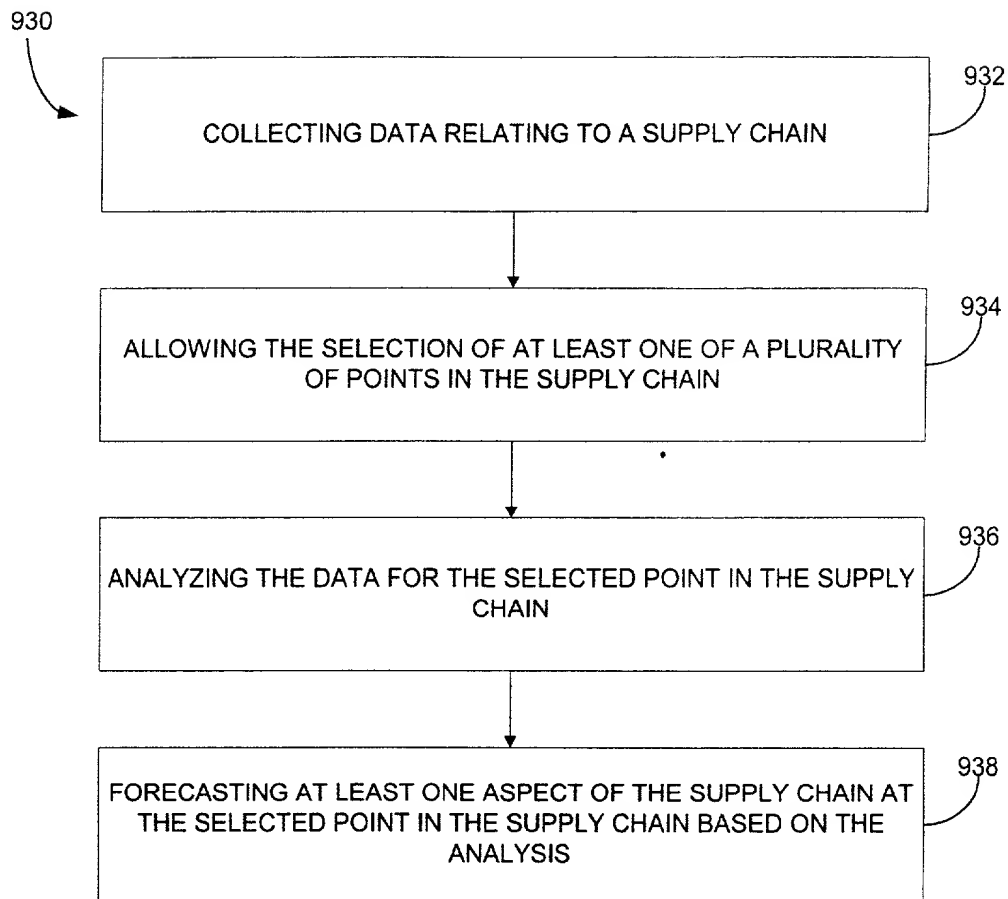 930
932
COLLECTING DATA RELATING TO A SUPPLY CHAIN
934
ALLOWING THE SELECTION OF AT LEAST ONE OF A PLURALITY
OF POINTS IN THE SUPPLY CHAIN
936
ANALYZING THE DATA FOR THE SELECTED POINT IN THE SUPPLY
CHAIN
938
FORECASTING AT LEAST ONE ASPECT OF THE SUPPLY CHAIN AT
THE SELECTED POINT IN THE SUPPLY CHAIN BASED ON THE
ANALYSIS